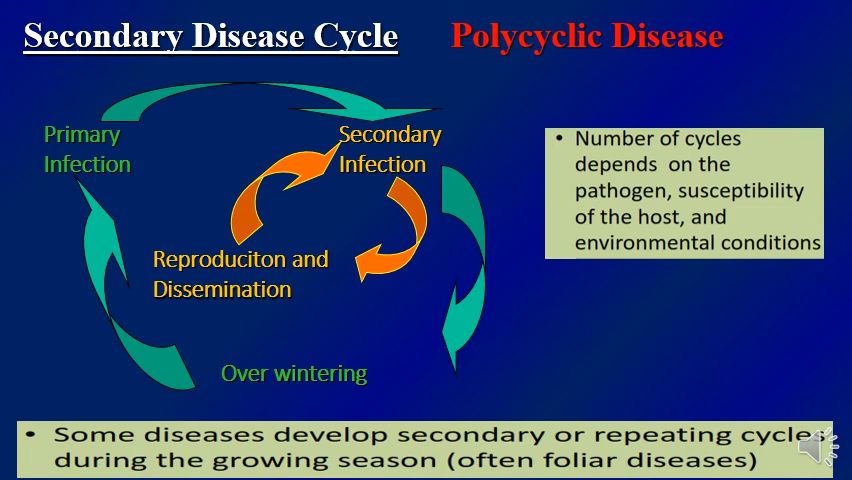 Secondary Disease Cycle Polycyclic Disease
Primary
Infection
Secondary
Infection
• Number of cycles
depends on the
pathogen, susceptibility
of the host, and
environmental conditions
Reproduciton and
Dissemination
Over wintering
• Some diseases develop secondary or repeating cycles
during the growing season (often foliar diseases)